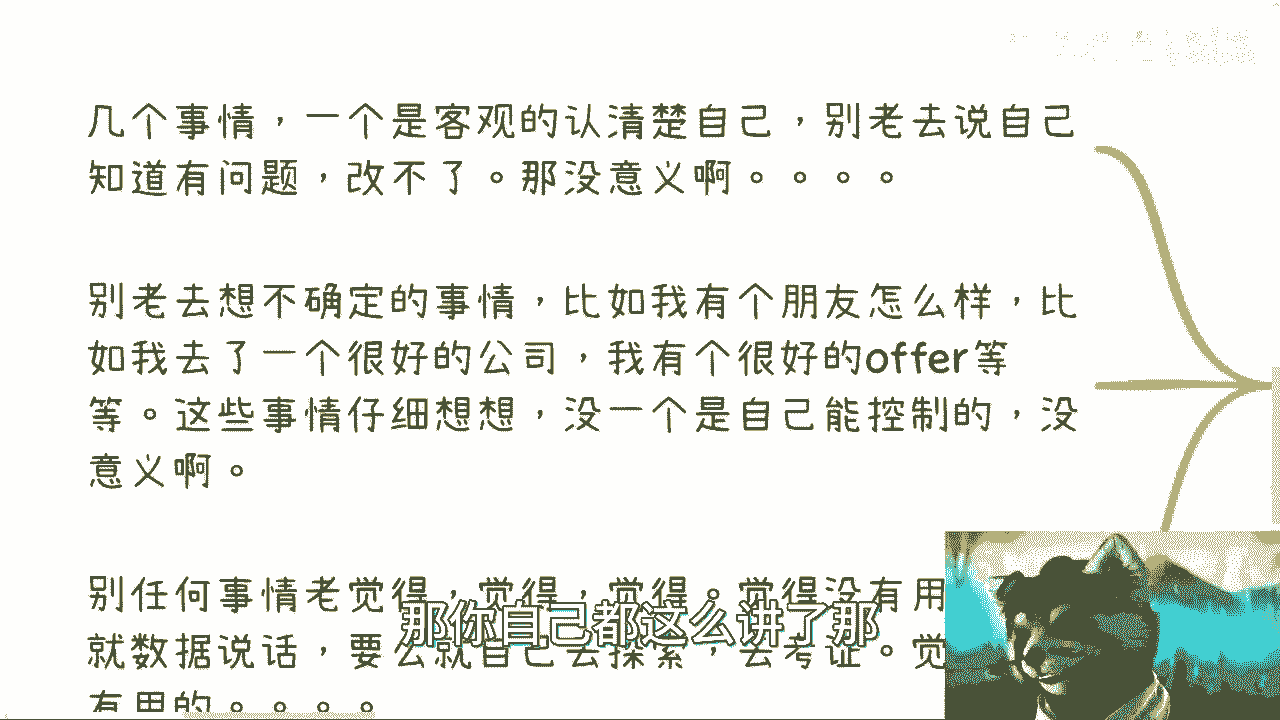 几个事情，一个是客观的认清楚自己，别老去说自己
知道有问题，改不了。那没意义啊。。。。
别老去想不确定的事情，比如我有个朋友怎么样，比
如我去了一个很好的公司，我有个很好的offer等
等。这些事情仔细想想，没一个是自己能控制的，没
意义啊。
别任何事情老觉得，觉得，觉得。觉得没有用
就数据说话，要么就自己去探索，去考证。觉
有用的。。。。
那你自己都这么讲了那